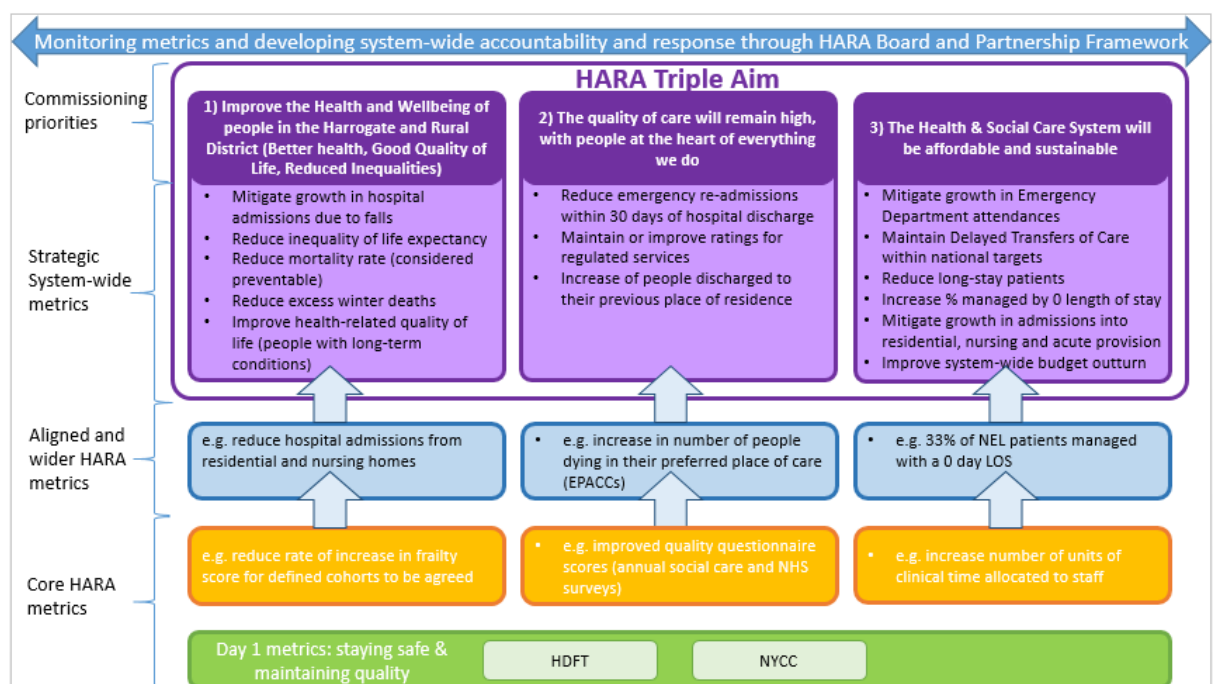 Monitoring metrics and developing system-wide accountability and response through HARA Board and Partnership Framework
HARA Triple Aim
Commissioning
priorities
1) Improve the Health and Wellbeing of
people in the Harrogate and Rural
District (Better health, Good Quality of
Life, Reduced Inequalities)
2) The quality of care will remain high,
with people at the heart of everything
we do
3) The Health & Social Care System will
be affordable and sustainable
Strategic
System-wide
metrics
• Mitigate growth in hospital
admissions due to falls
• Reduce inequality of life expectancy
• Reduce mortality rate (considered
preventable)
• Reduce excess winter deaths
• Improve health-related quality of
life (people with long-term
conditions)
• Reduce emergency re-admissions
within 30 days of hospital discharge
• Maintain or improve ratings for
regulated services
• Increase of people discharged to
their previous place of residence
• Mitigate growth in Emergency
Department attendances
• Maintain Delayed Transfers of Care
within national targets
• Reduce long-stay patients
• Increase % managed by 0 length of stay
• Mitigate growth in admissions into
residential, nursing and acute provision
• Improve system-wide budget outturn
Aligned and
wider HARA
metrics
e.g. reduce hospital admissions from
residential and nursing homes
• e.g. increase in number of people
dying in their preferred place of care
(EPACCs)
• e.g. 33% of NEL patients managed
with a 0 day LOS
Core HARA
metrics
e.g. reduce rate of increase in frailty
score for defined cohorts to be agreed
• e.g. improved quality questionnaire
scores (annual social care and NHS
surveys)
• e.g. increase number of units of
clinical time allocated to staff
Day 1 metrics: staying safe &
maintaining quality
HDFT
NYCC